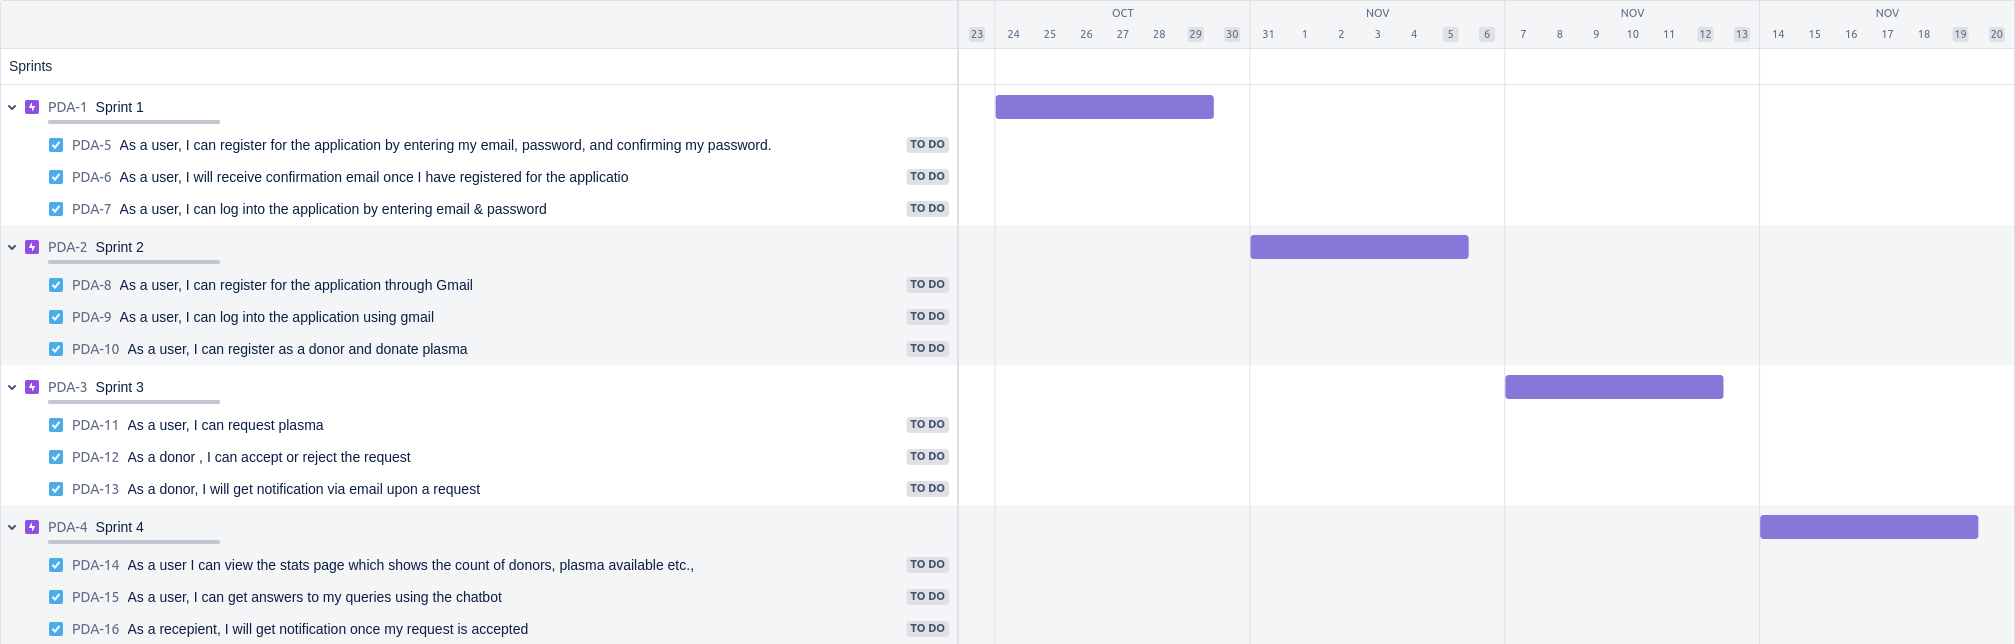 OCT NOV NOV NOV
23 24 25 26 27 28 29 30 31 1 2 3 4 5 6 7 8 9 10 11 12 13 14 15 16 17 18 19 20
Sprints
PDA-1 Sprint 1
PDA-5 As a user, I can register for the application by entering my email, password, and confirming my password. TO DO
PDA-6 As a user, I will receive confirmation email once I have registered for the applicatio TO DO
PDA-7 As a user, I can log into the application by entering email & password TO DO
PDA-2 Sprint 2
PDA-8 As a user, I can register for the application through Gmail TO DO
PDA-9 As a user, I can log into the application using gmail TO DO
PDA-10 As a user, I can register as a donor and donate plasma TO DO
PDA-3 Sprint 3
PDA-11 As a user, I can request plasma TO DO
PDA-12 As a donor , I can accept or reject the request TO DO
PDA-13 As a donor, I will get notification via email upon a request TO DO
PDA-4 Sprint 4
PDA-14 As a user I can view the stats page which shows the count of donors, plasma available etc., TO DO
PDA-15 As a user, I can get answers to my queries using the chatbot TO DO
PDA-16 As a recepient, I will get notification once my request is accepted TO DO